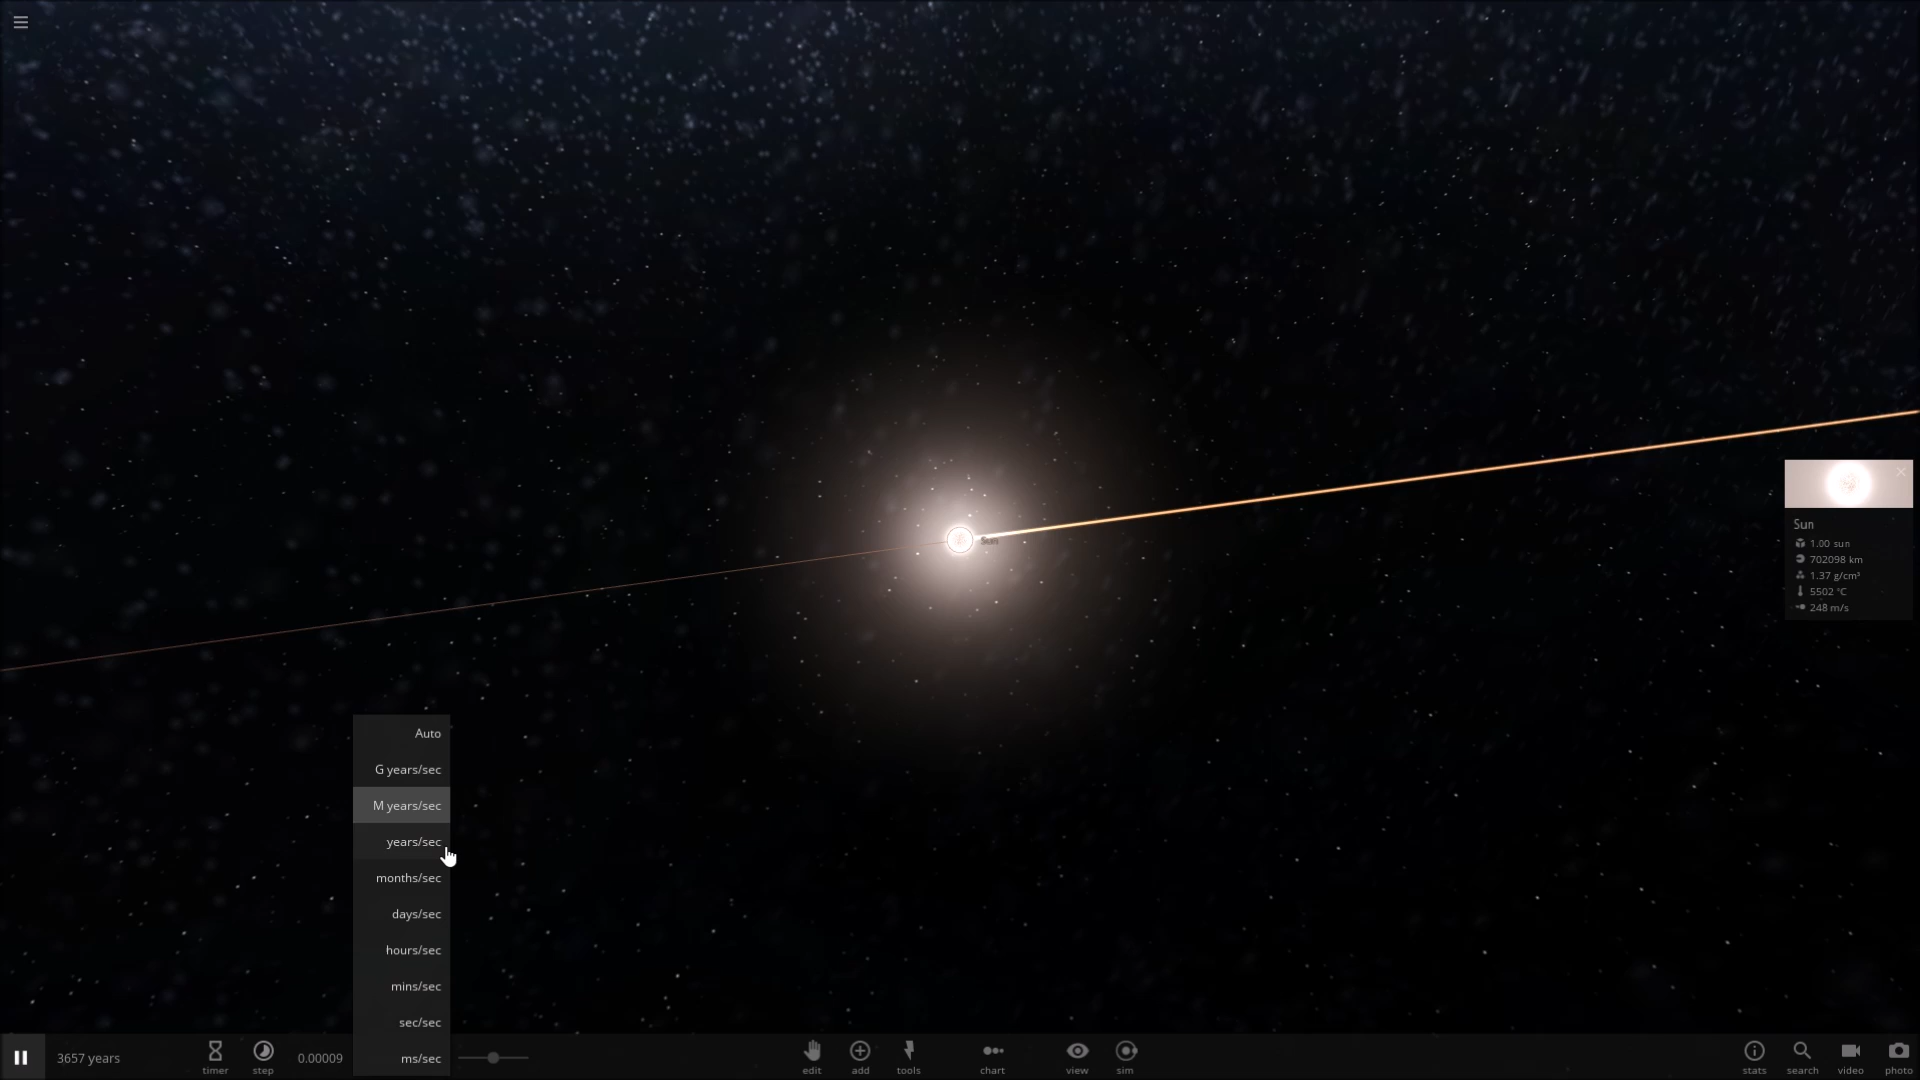 Sun
Sun
1.00 sun
702098 km
1.37 g/cm³
5502 °C
248 m/s
Auto
G years/sec
M years/sec
years/sec
months/sec
days/sec
hours/sec
mins/sec
sec/sec
ms/sec
3657 years
timer
step
0.00009
edit
add
tools
chart
view
sim
stats
search
video
photo